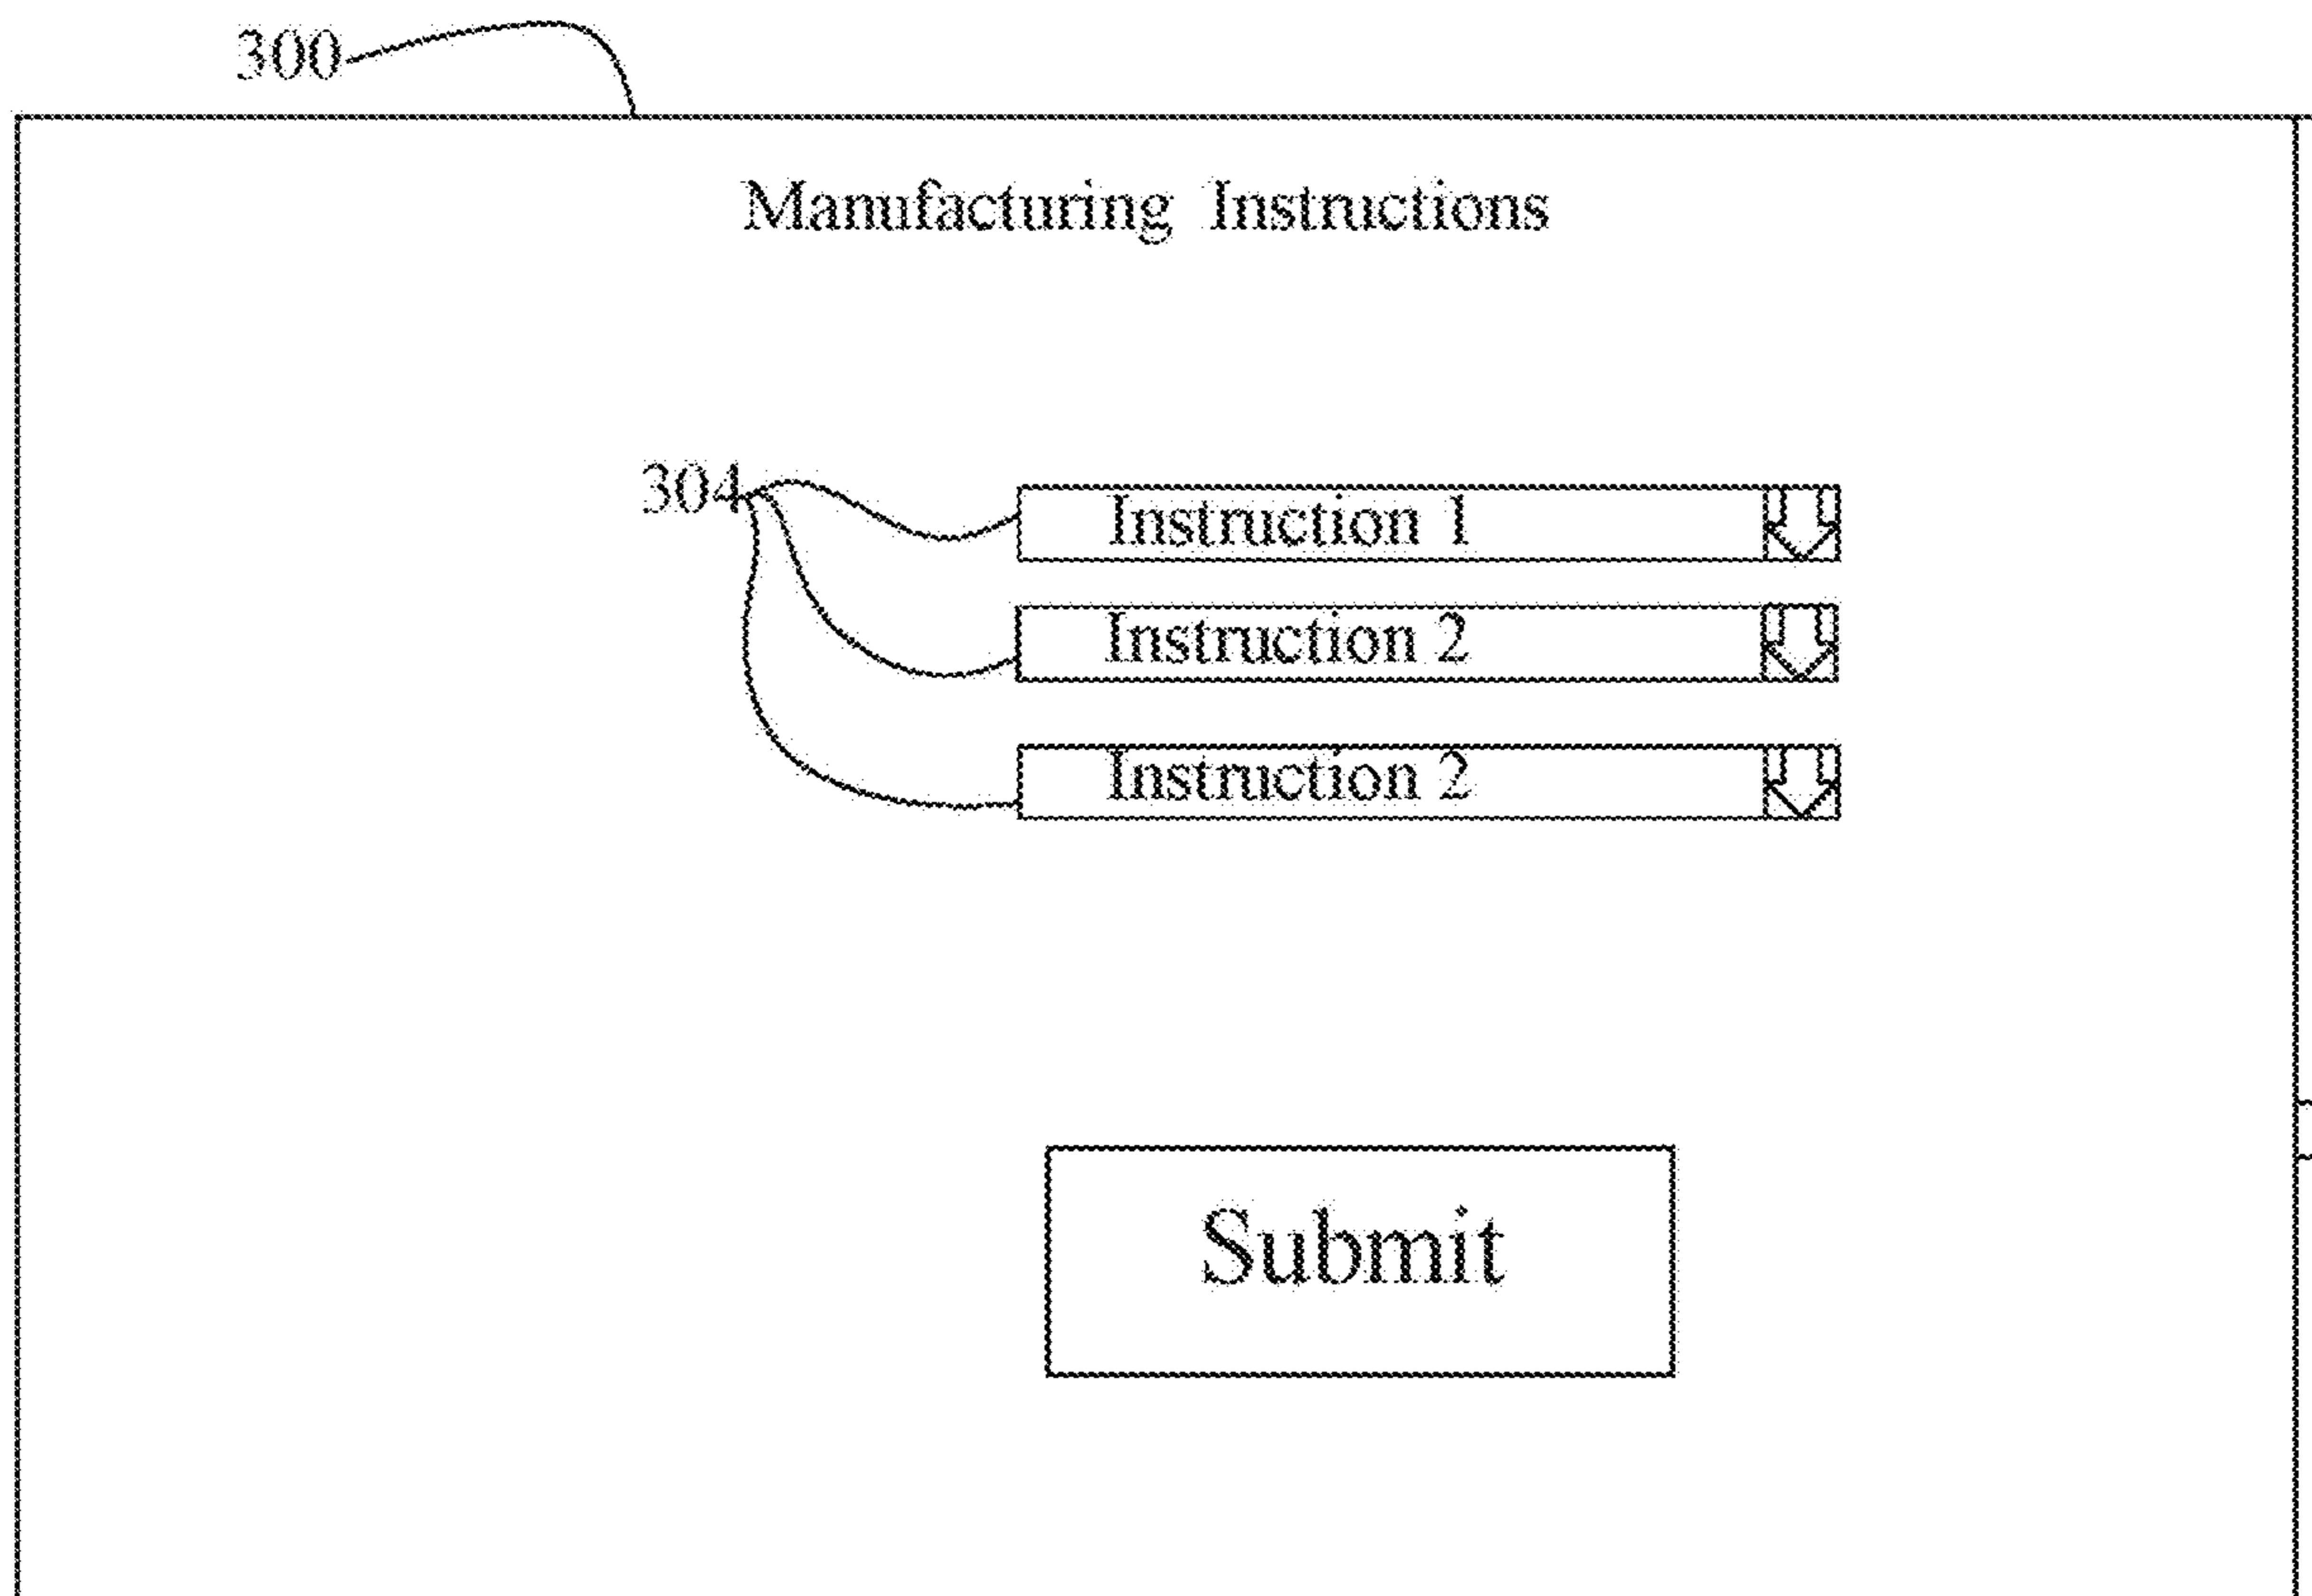 300
Manufacturing Instructions
304
Instruction 1
Instruction 2
Instruction 2
Submit